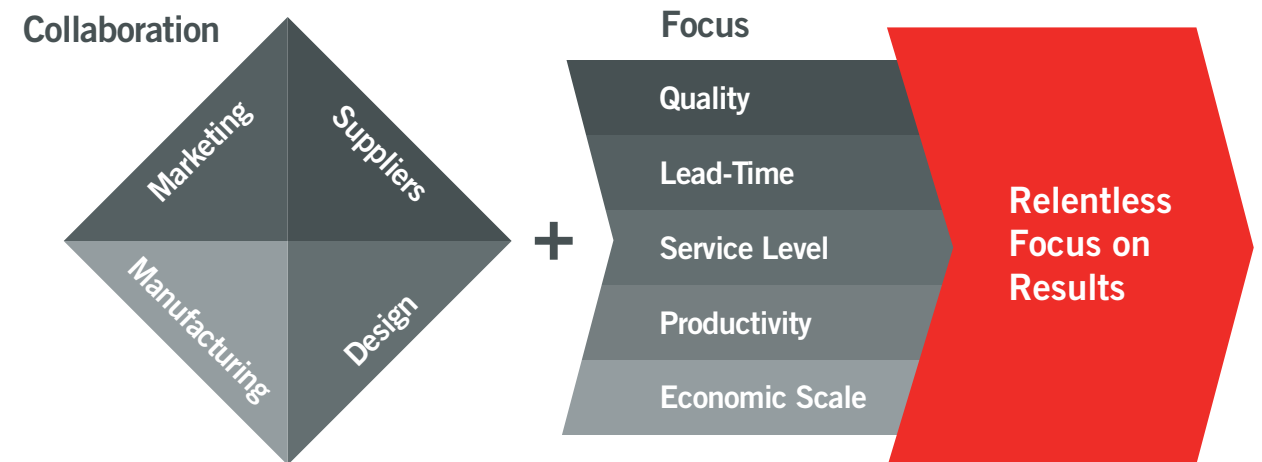 Collaboration
Marketing
Suppliers
Manufacturing
Design
+
Focus
Quality
Lead-Time
Service Level
Productivity
Economic Scale
Relentless
Focus on
Results